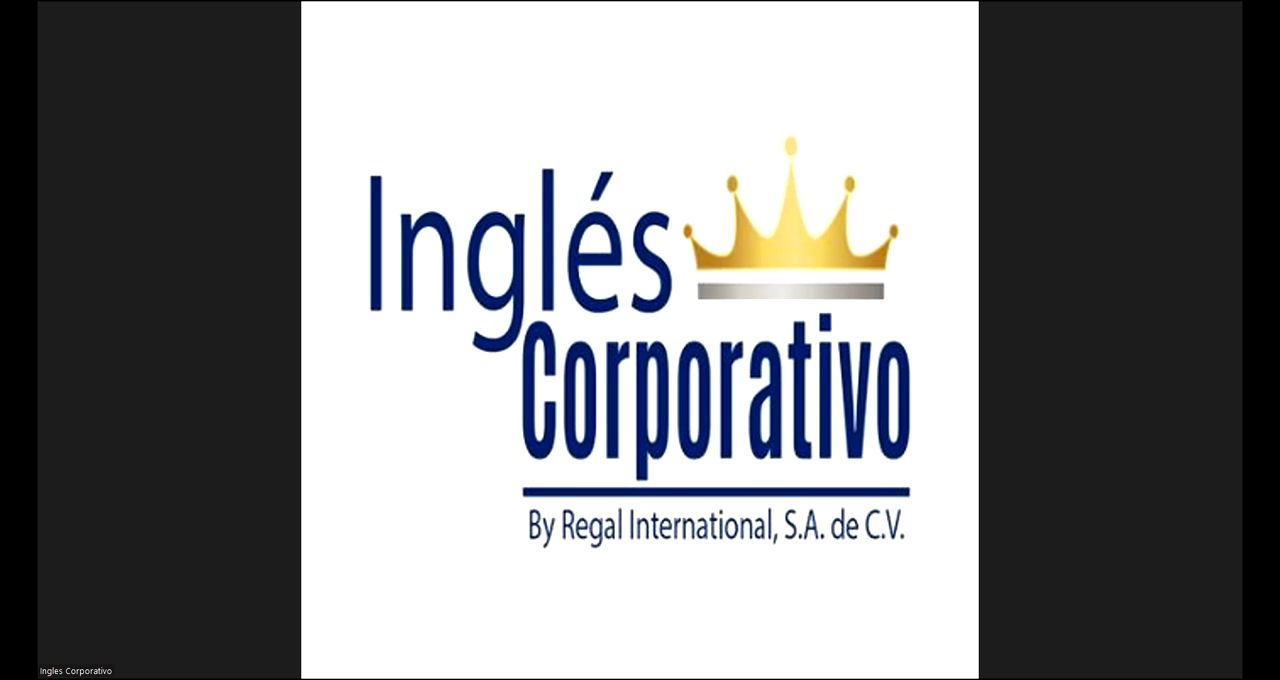 Inglés
Corporativo
By Regal International, S.A. de C.V.
Ingles Corporativo